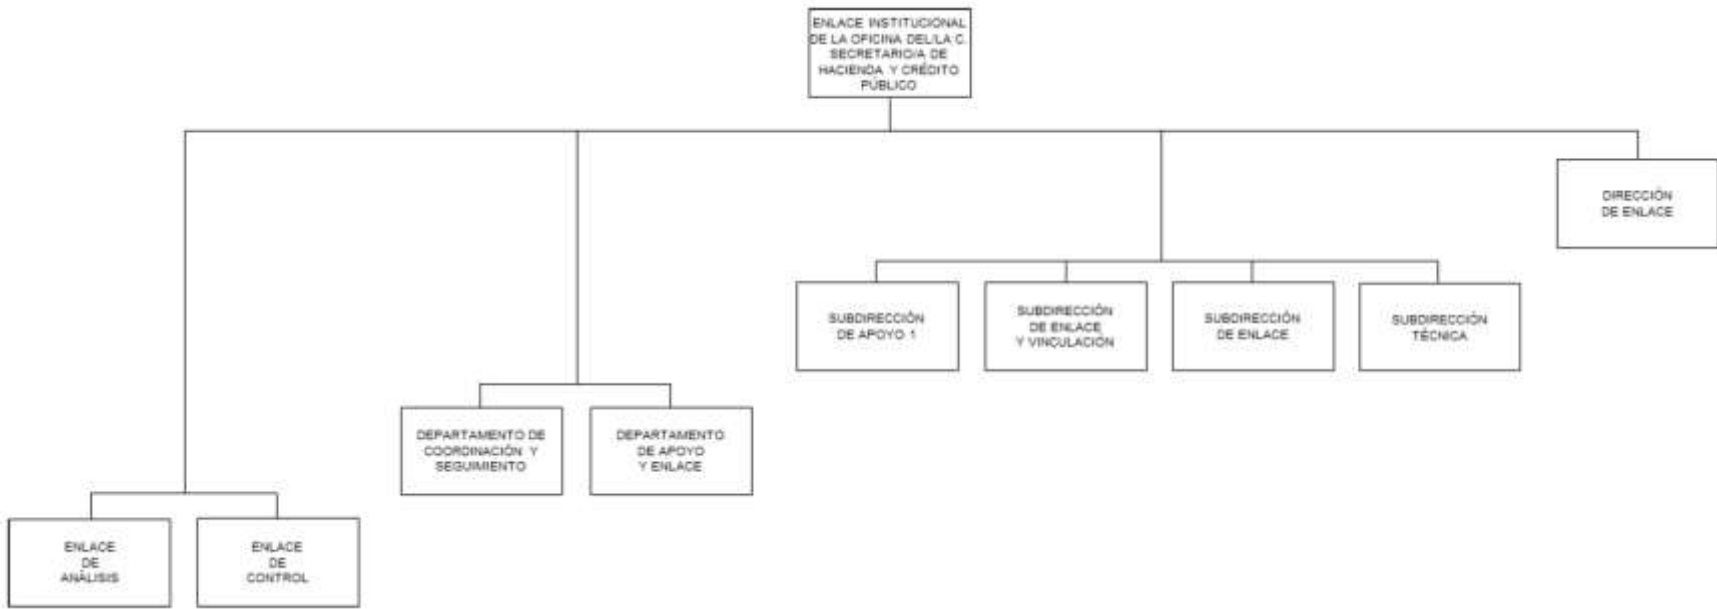 ENLACE INSTITUCIONAL
DE LA OFICINA DEL/LA C.
SECRETARIO/A DE
HACIENDA Y CRÉDITO
PÚBLICO
DIRECCIÓN
DE ENLACE
SUBDIRECCIÓN
DE APOYO 1
SUBDIRECCIÓN
DE ENLACE
Y VINCULACIÓN
SUBDIRECCIÓN
DE ENLACE
SUBDIRECCIÓN
TÉCNICA
DEPARTAMENTO DE
COORDINACIÓN Y
SEGUIMIENTO
DEPARTAMENTO
DE APOYO
Y ENLACE
ENLACE
DE
ANÁLISIS
ENLACE
DE
CONTROL